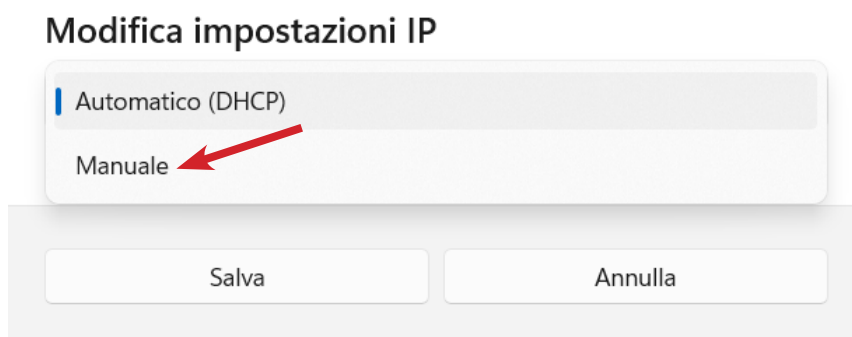 Modifica impostazioni IP
Automatico (DHCP)
Manuale
Salva Annulla